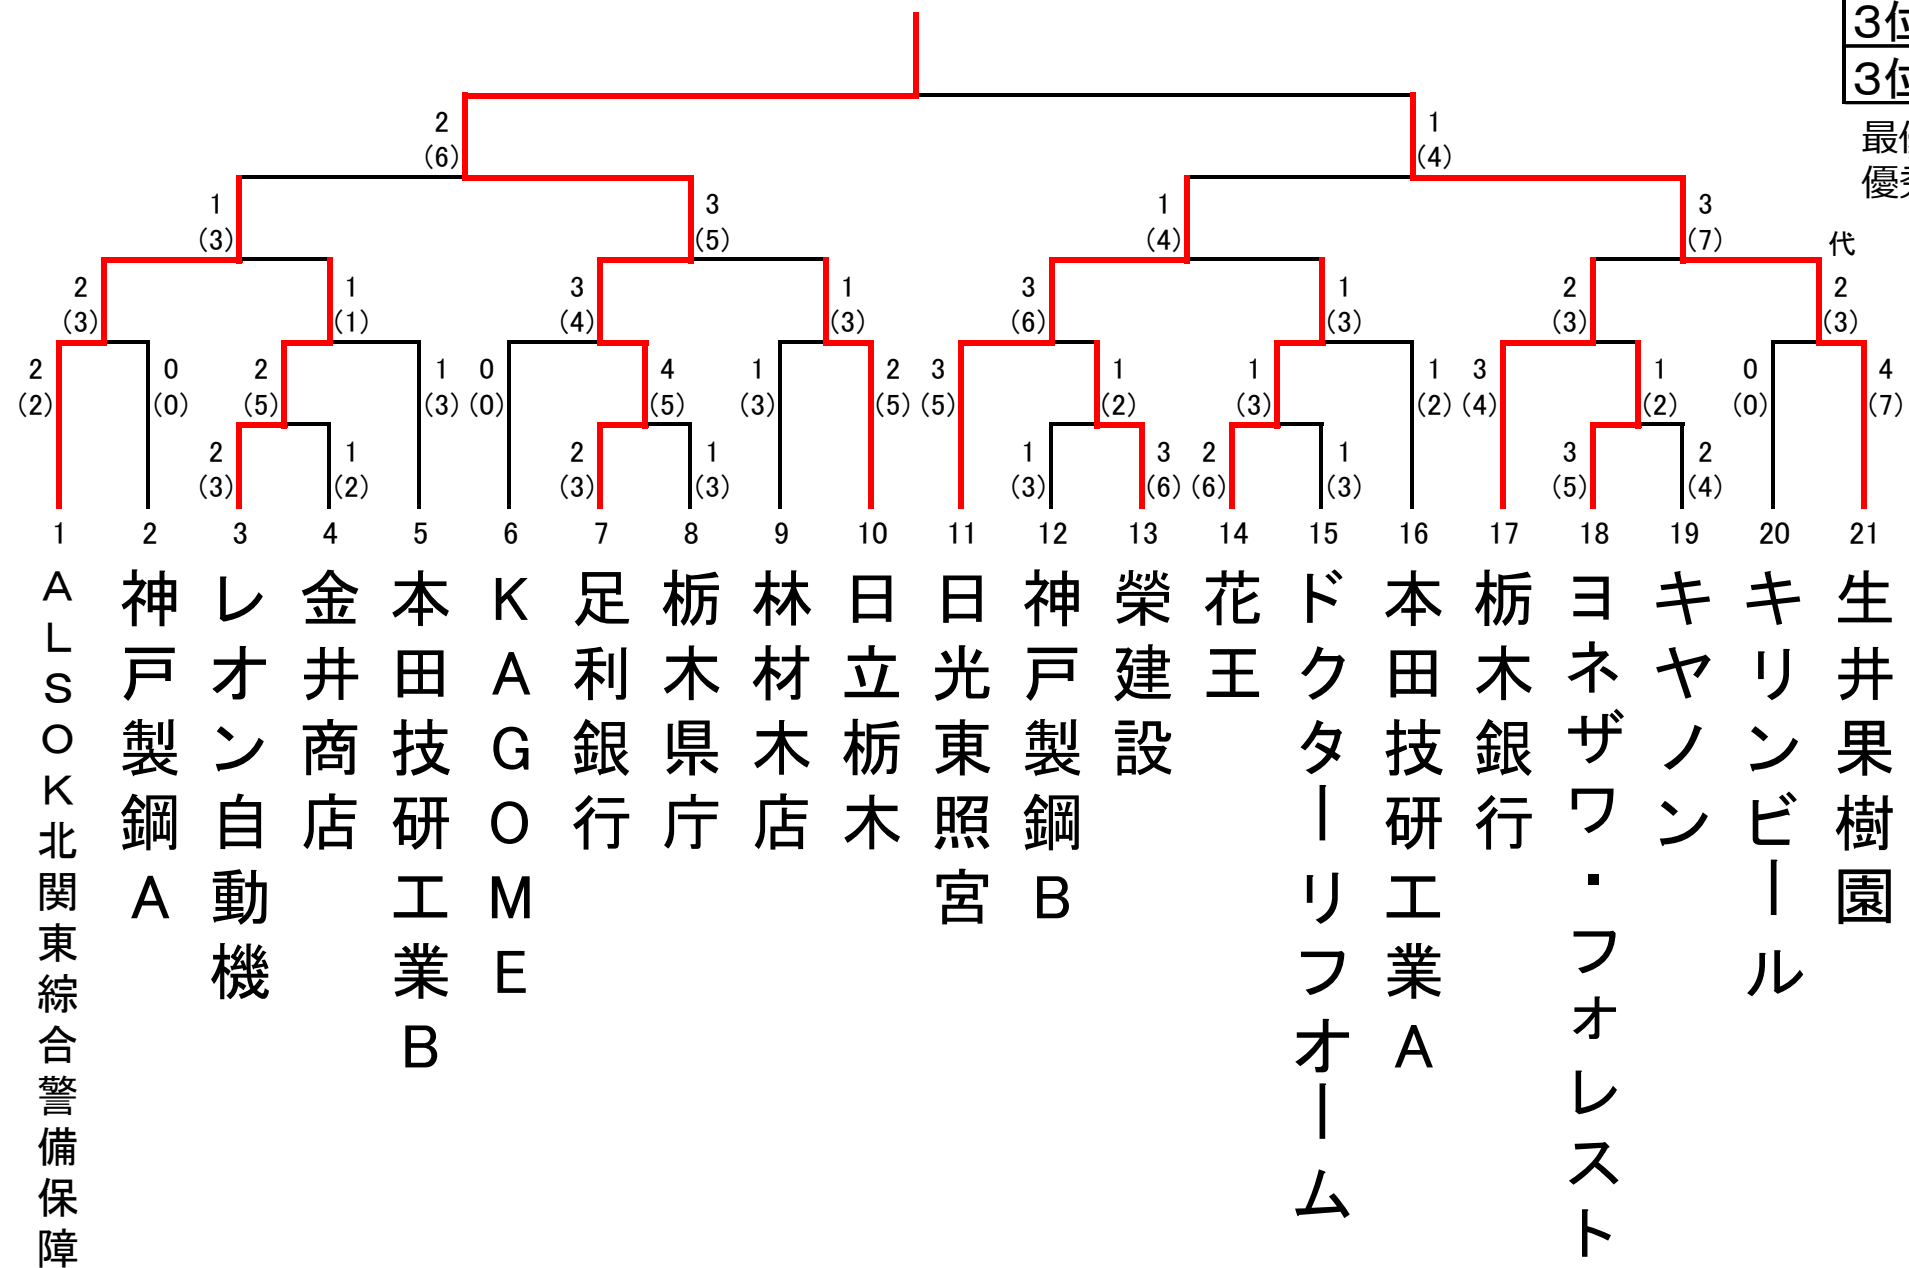 3位
3位
最優
優秀
2 1
(6) (4)
1 3 1 3
(3) (5) (4) (7)
代
2 1 3 1 3 1 2 2
(3) (1) (4) (3) (6) (3) (3) (3)
2 0 2 1 0 4 1 2 3 1 1 1 3 1 0 4
(2) (0) (5) (3) (0) (5) (3) (5) (5) (2) (3) (2) (4) (2) (0) (7)
2 1 2 1 1 3 2 1 3 2
(3) (2) (3) (3) (3) (6) (6) (3) (5) (4)
1 2 3 4 5 6 7 8 9 10 11 12 13 14 15 16 17 18 19 20 21
ALSOK北関東綜合警備保障
神戸製鋼A
レオン自動機
金井商店
本田技研工業B
KAGOME
足利銀行
栃木県庁
林材木店
日立栃木
日光東照宮
神戸製鋼B
榮建設
花王
ドクターリフオーム
本田技研工業A
栃木銀行
ヨネザワ・フォレスト
キヤノン
キリンビール
生井果樹園